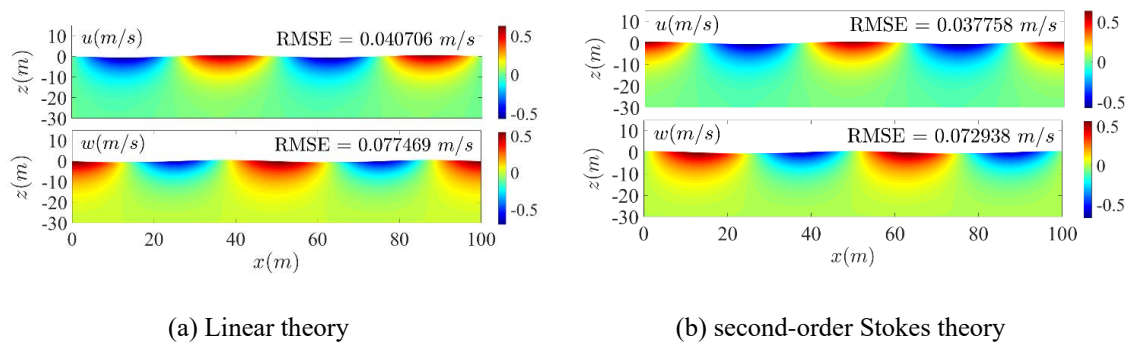 u(m/s) RMSE = 0.040706 m/s
z(m)
10
0
-10
-20
-30
0.5
0
-0.5
w(m/s) RMSE = 0.077469 m/s
z(m)
10
0
-10
-20
-30
0.5
0
-0.5
0 20 40 60 80 100
x(m)
(a) Linear theory
u(m/s) RMSE = 0.037758 m/s
z(m)
10
0
-10
-20
-30
0.5
0
-0.5
w(m/s) RMSE = 0.072938 m/s
z(m)
10
0
-10
-20
-30
0.5
0
-0.5
0 20 40 60 80 100
x(m)
(b) second-order Stokes theory